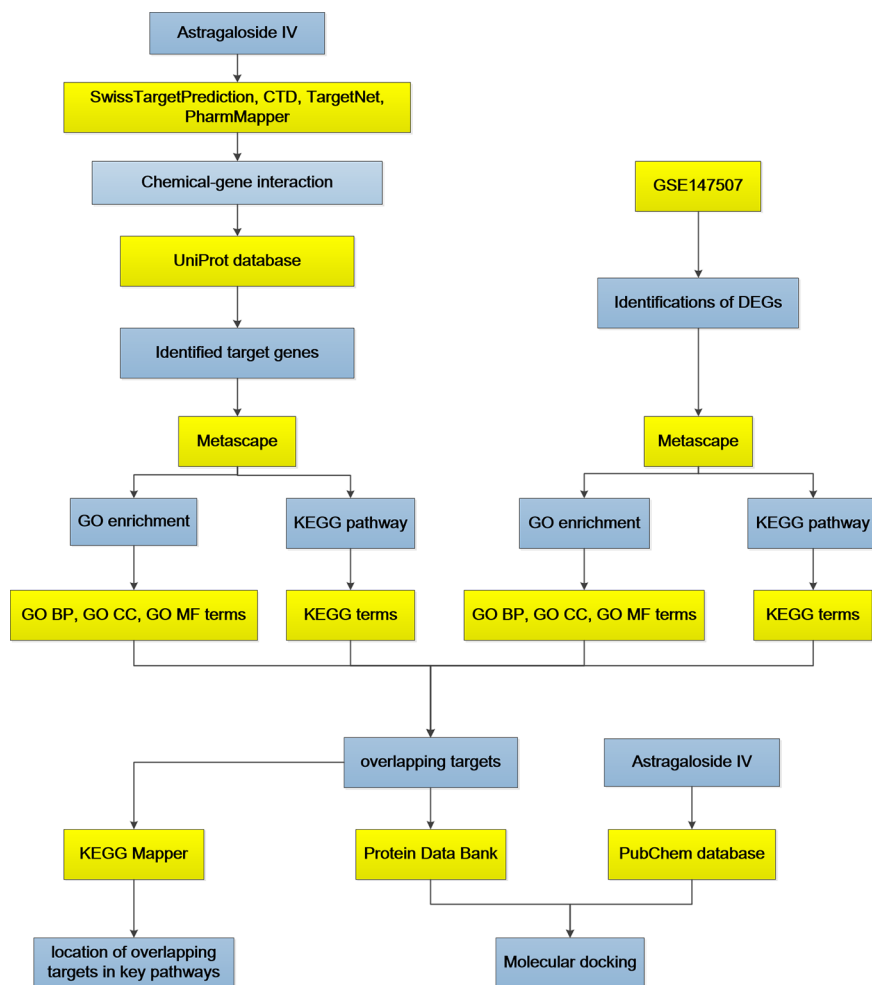 Astragaloside IV
SwissTargetPrediction, CTD, TargetNet,
PharmMapper
Chemical-gene interaction
GSE147507
UniProt database
Identifications of DEGs
Identified target genes
Metascape
Metascape
GO enrichment
KEGG pathway
GO enrichment
KEGG pathway
GO BP, GO CC, GO MF terms
KEGG terms
GO BP, GO CC, GO MF terms
KEGG terms
overlapping targets
Astragaloside IV
KEGG Mapper
Protein Data Bank
PubChem database
location of overlapping
targets in key pathways
Molecular docking